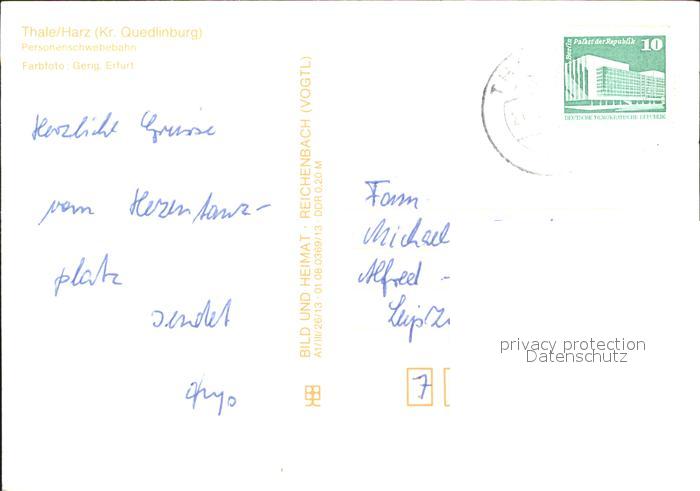 Thale/Harz (Kr. Quedlinburg)
Personenschwebebahn
Farbfoto: Gerig, Erfurt
Herzliche Grüsse
vom Hexentanz-
platz
sendet
BILD UND HEIMAT · REICHENBACH (VOGTL)
A1/III/26/13 · 01 08 0369/13 DDR 0,20 M
Berlin Palast der Republik 10
DEUTSCHE DEMOKRATISCHE REPUBLIK
TH
Fam.
Michael
Alfred -
Leipzi
7
privacy protection
Datenschutz